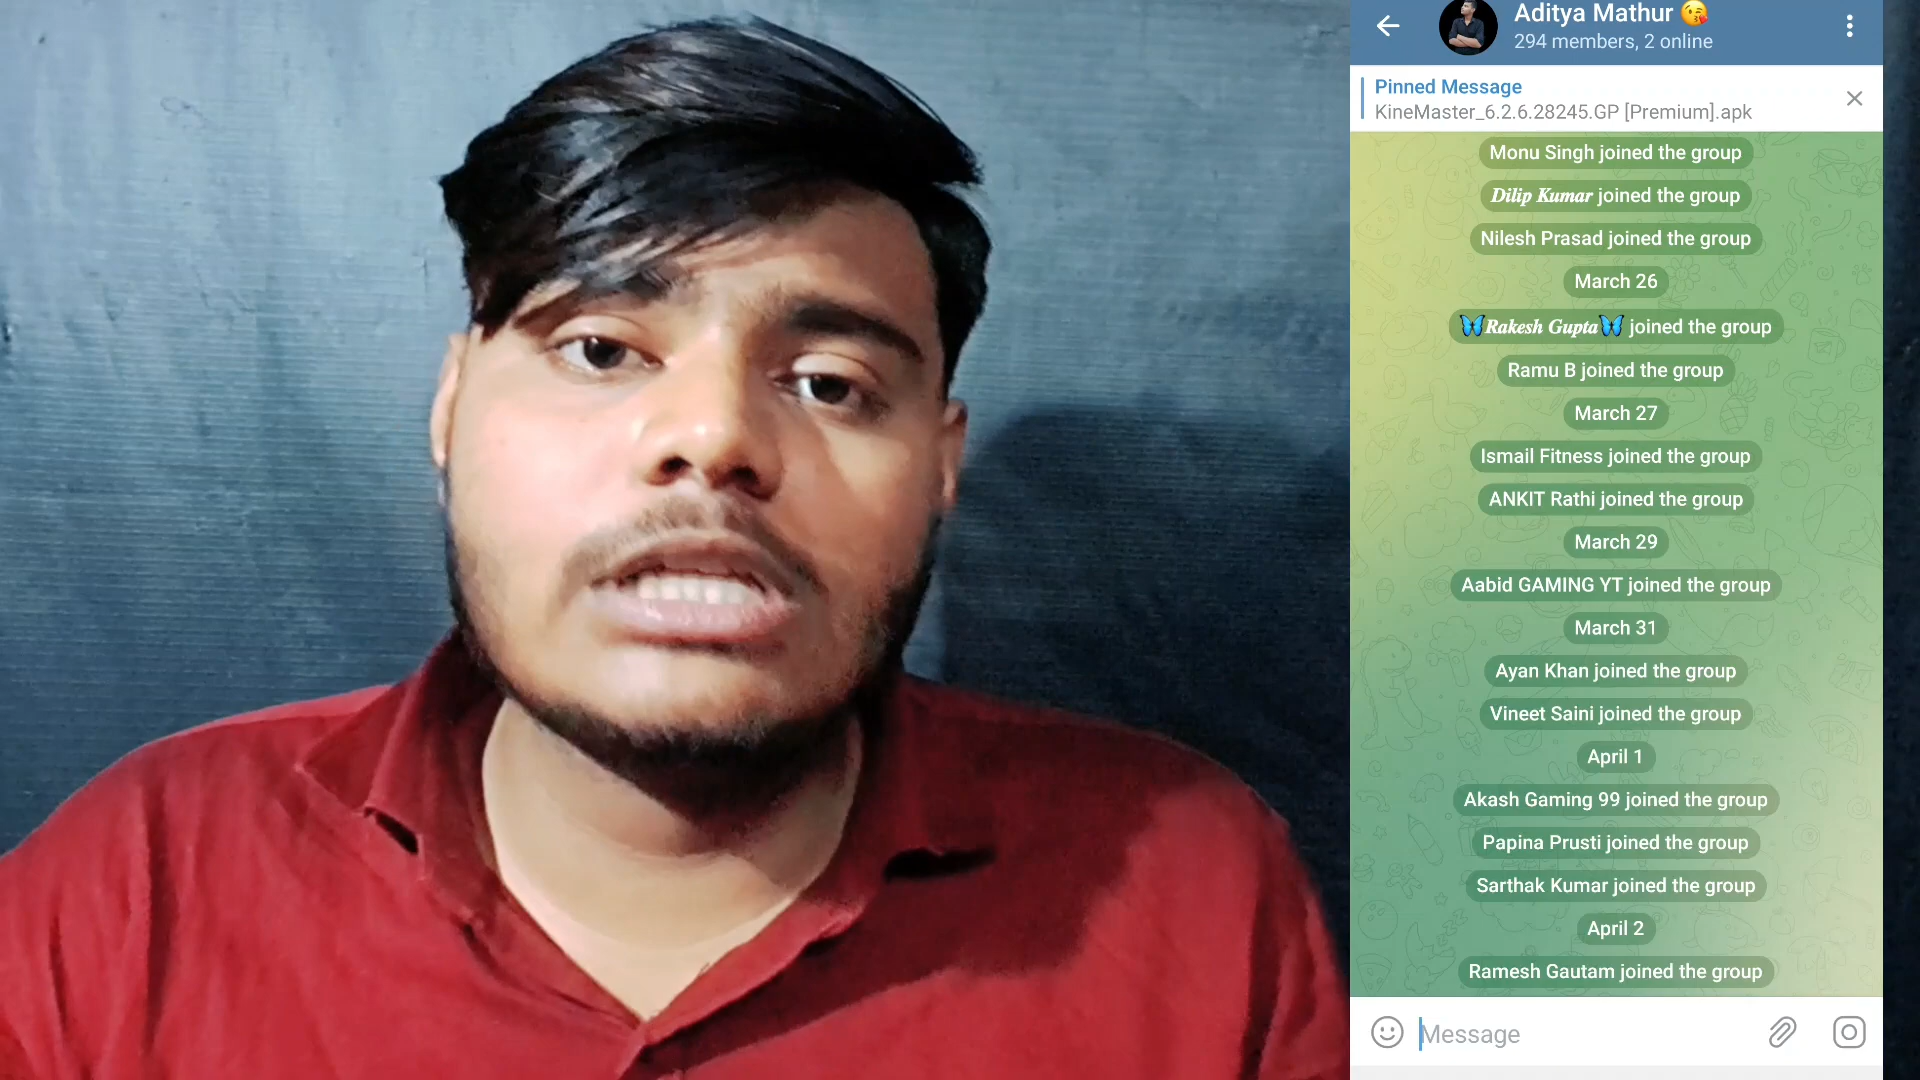 Aditya Mathur 😘
294 members, 2 online
Pinned Message
KineMaster_6.2.6.28245.GP [Premium].apk
Monu Singh joined the group
Dilip Kumar joined the group
Nilesh Prasad joined the group
March 26
🦋Rakesh Gupta🦋 joined the group
Ramu B joined the group
March 27
Ismail Fitness joined the group
ANKIT Rathi joined the group
March 29
Aabid GAMING YT joined the group
March 31
Ayan Khan joined the group
Vineet Saini joined the group
April 1
Akash Gaming 99 joined the group
Papina Prusti joined the group
Sarthak Kumar joined the group
April 2
Ramesh Gautam joined the group
Message